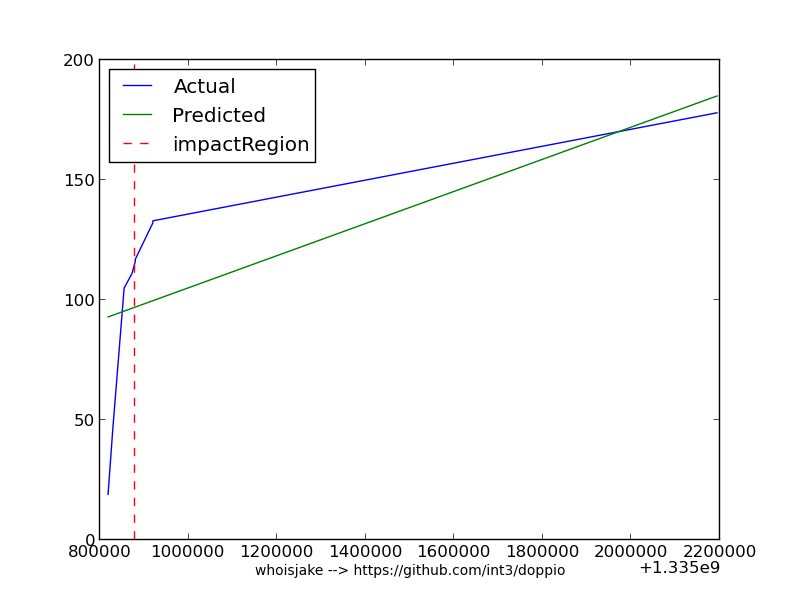 200
Actual
Predicted
impactRegion
150
100
50
0
800000 1000000 1200000 1400000 1600000 1800000 2000000 2200000
whoisjake --> https://github.com/int3/doppio
+1.335e9